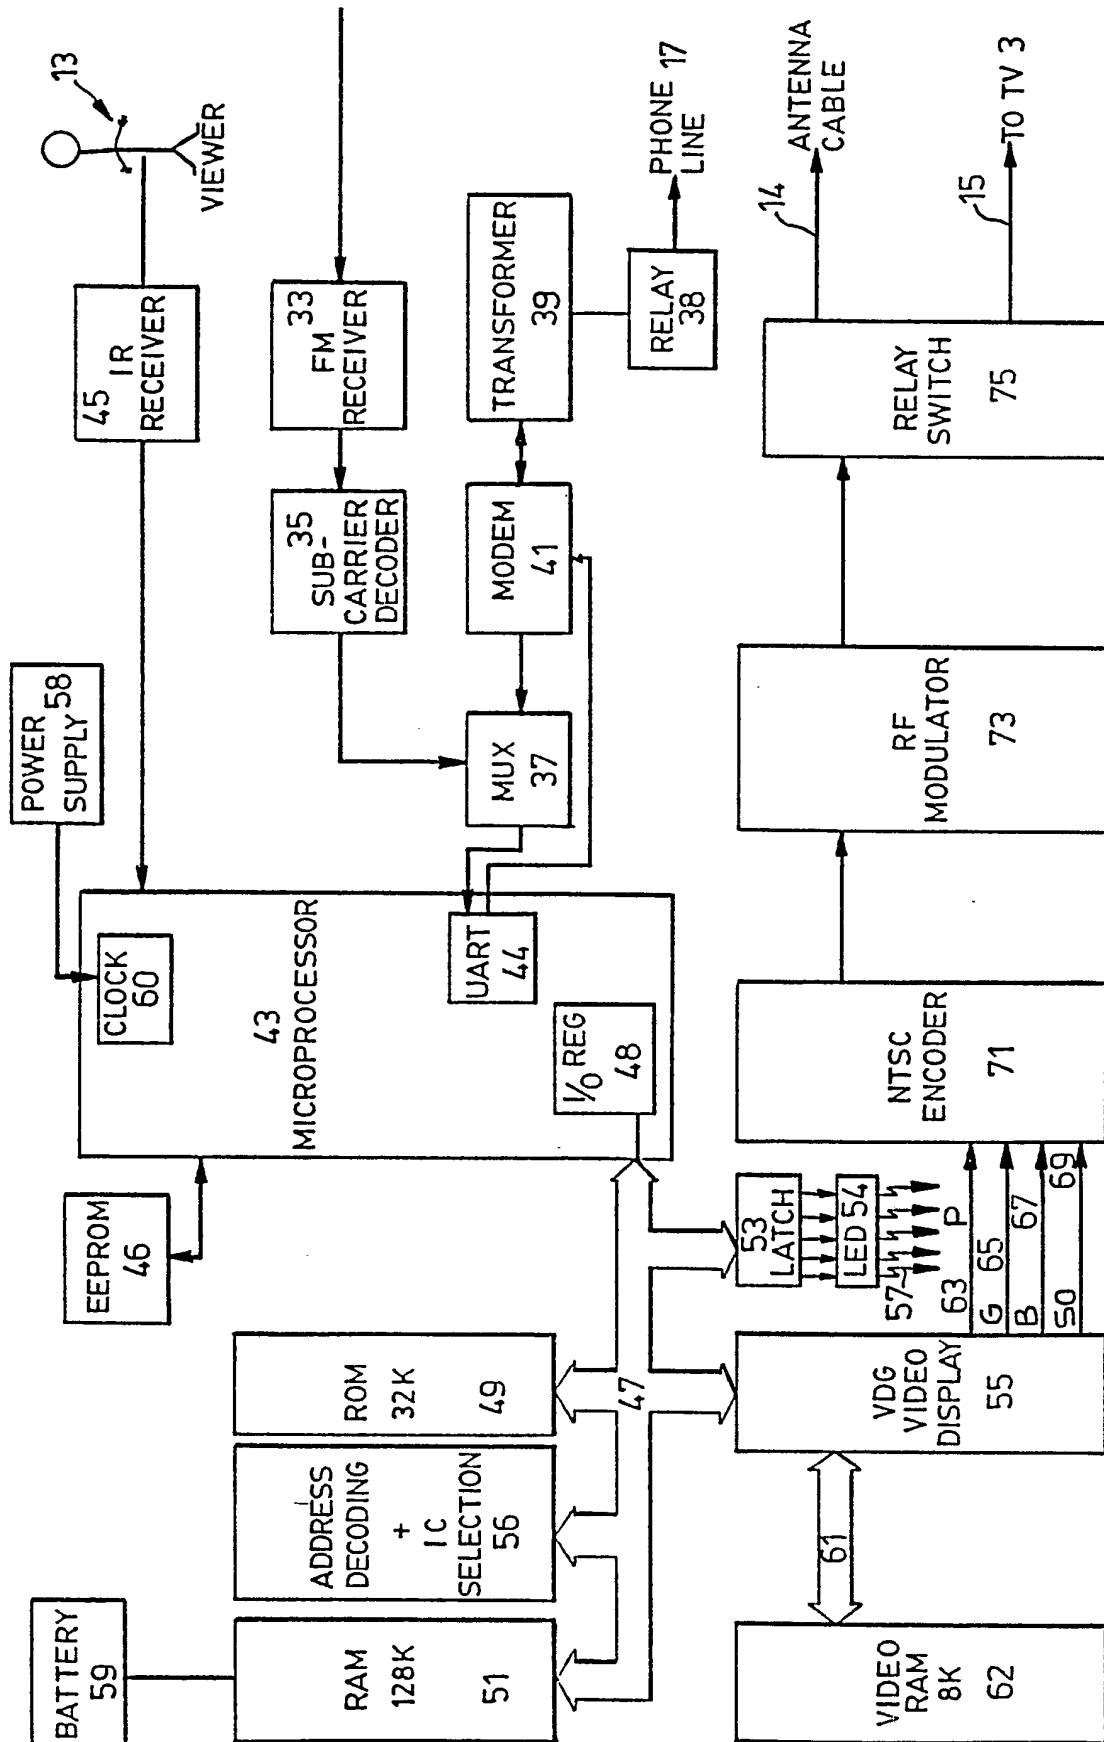 BATTERY
59
RAM
128K
51
ADDRESS
DECODING
+
IC
SELECTION
56
ROM
32K
49
EEPROM
46
43
MICROPROCESSOR
CLOCK
60
UART
44
I/O REG
48
POWER
SUPPLY 58
45 IR
RECEIVER
13
VIEWER
33
FM
RECEIVER
35
SUB-
CARRIER
DECODER
MUX
37
MODEM
41
TRANSFORMER
39
RELAY
38
PHONE 17
LINE
47
53
LATCH
LED 54
57
VIDEO
RAM
8K
62
61
VDG
VIDEO
DISPLAY
55
63 P
G 65
B 67
SO 69
NTSC
ENCODER
71
RF
MODULATOR
73
RELAY
SWITCH
75
14
ANTENNA
CABLE
15
TO TV 3